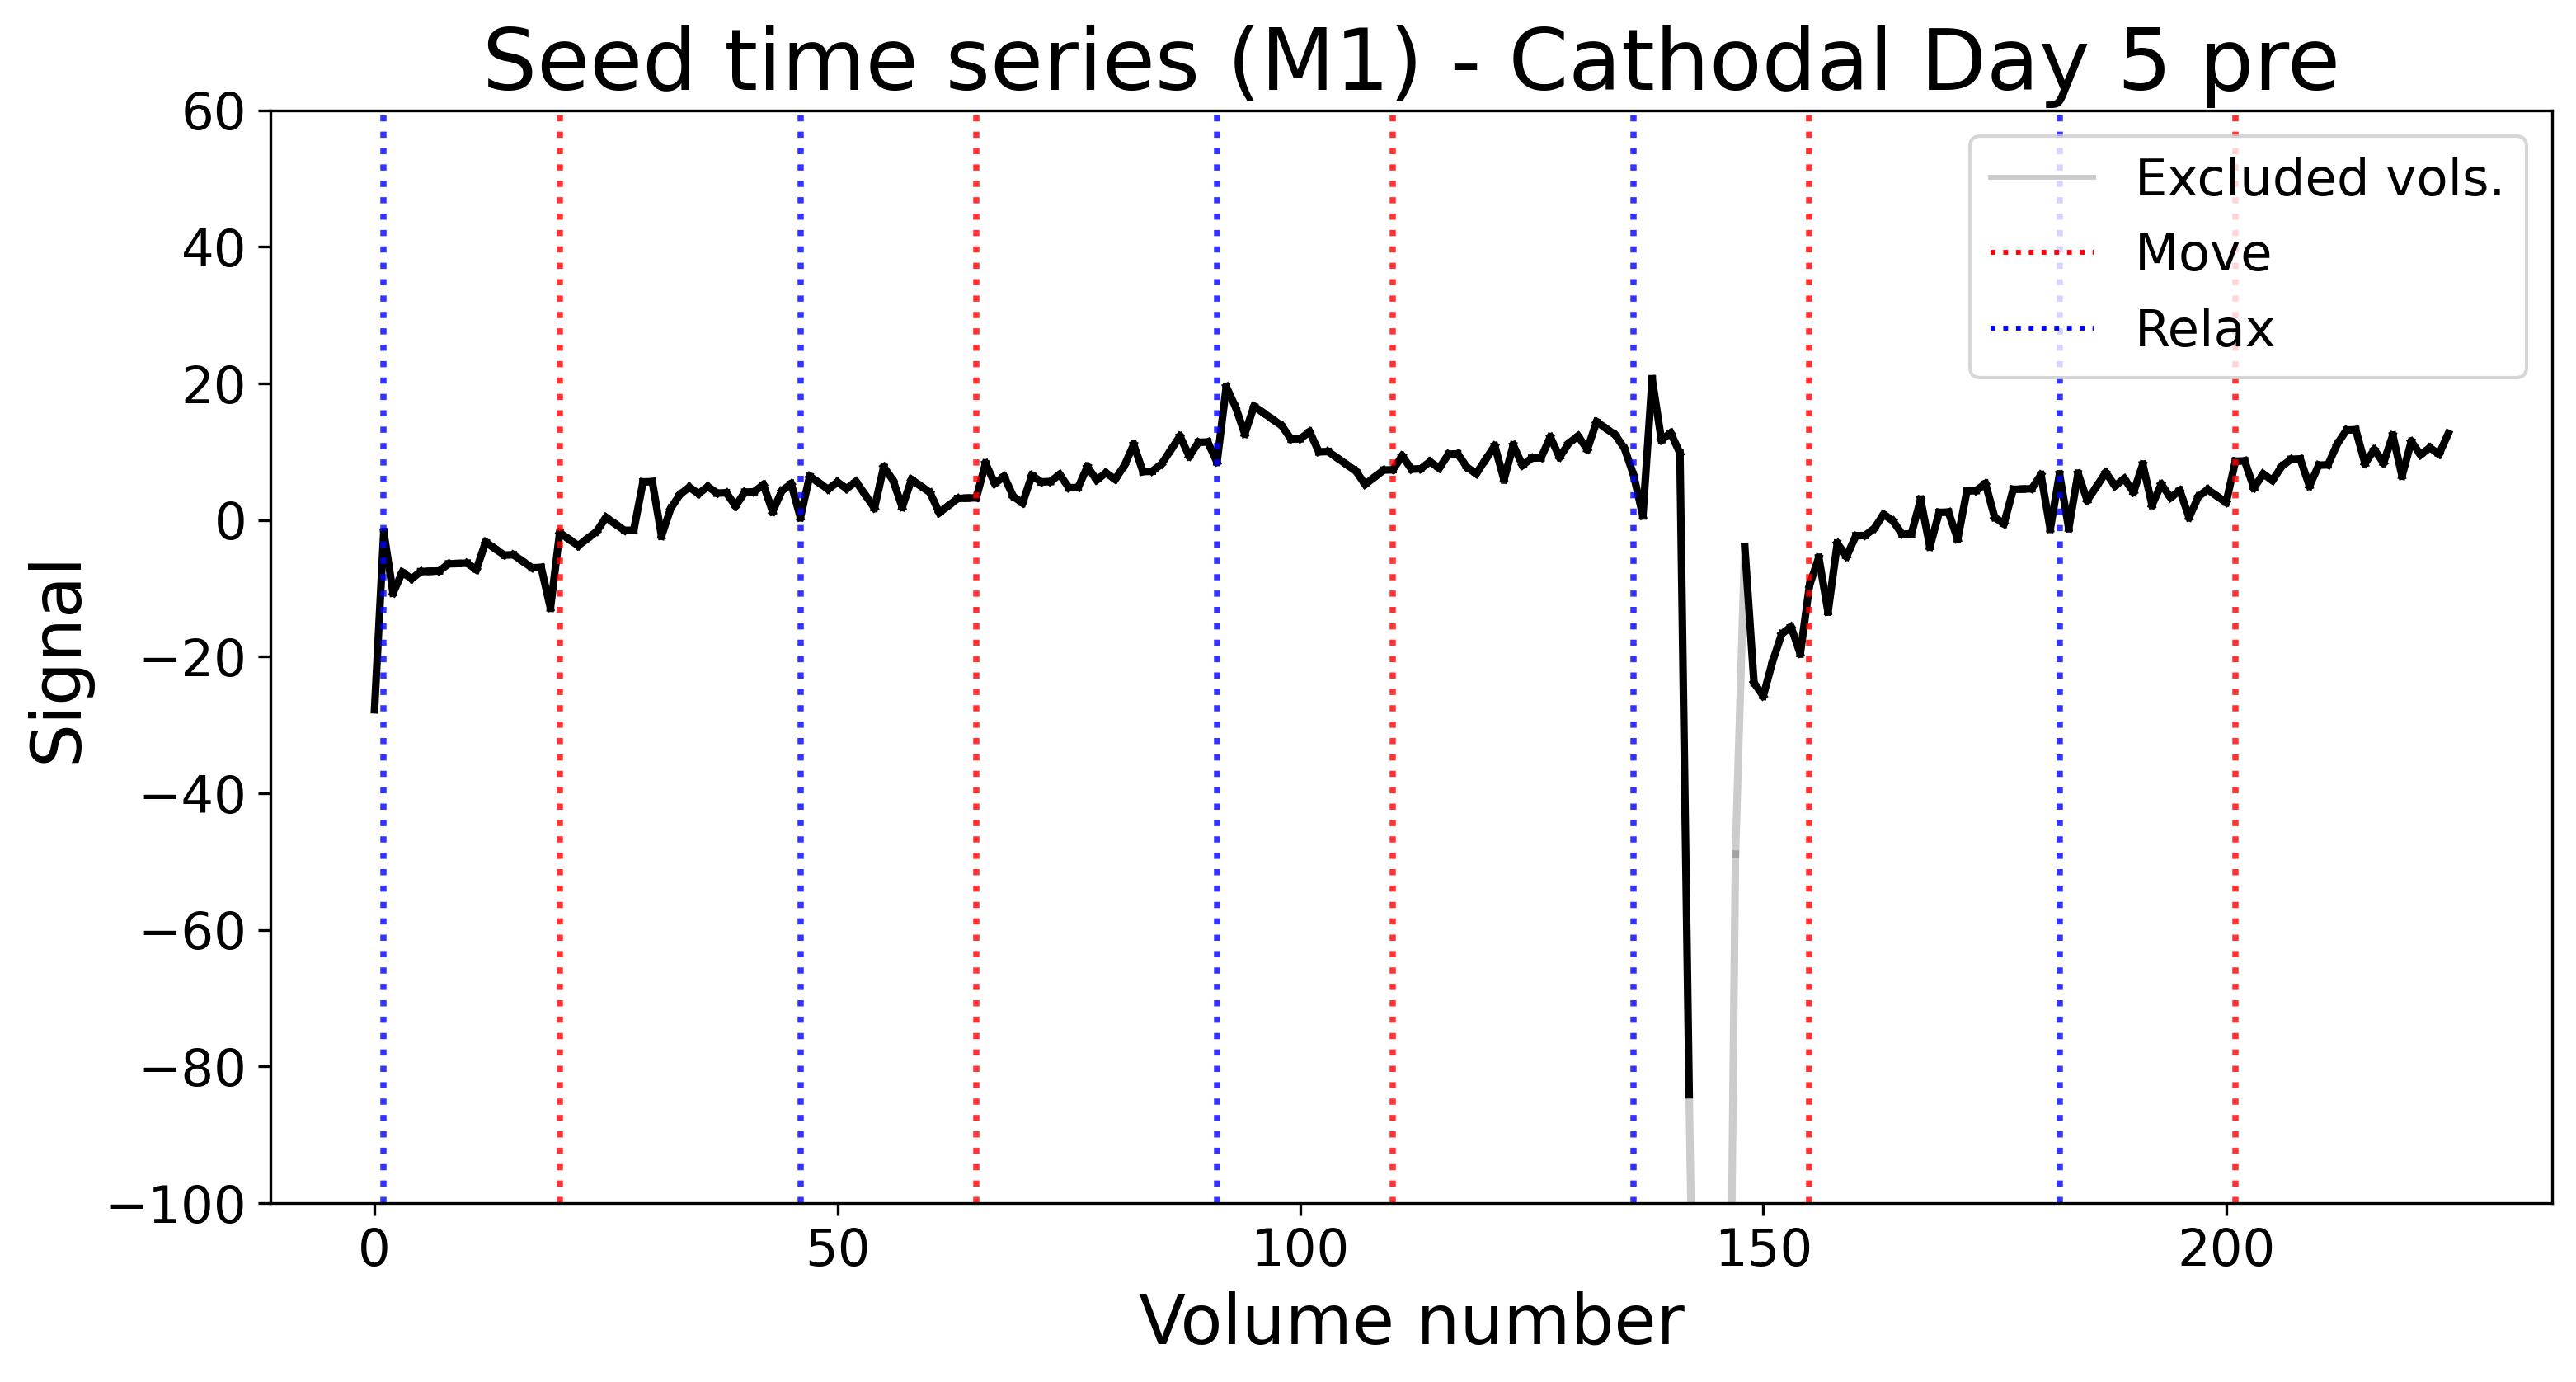 Seed time series (M1) - Cathodal Day 5 pre
60
40
20
0
−20
−40
−60
−80
−100
Signal
Excluded vols.
Move
Relax
0 50 100 150 200
Volume number